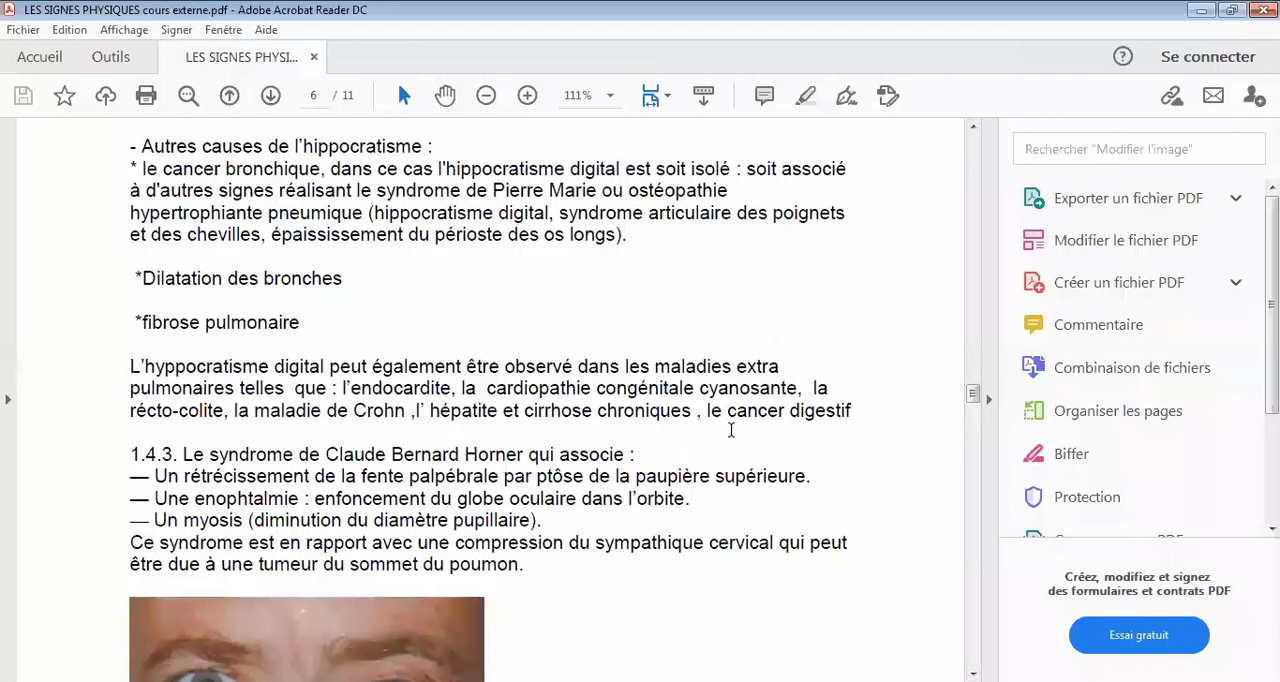 LES SIGNES PHYSIQUES cours externe.pdf - Adobe Acrobat Reader DC
Fichier Edition Affichage Signer Fenêtre Aide
Accueil Outils LES SIGNES PHYSI... × Se connecter
6 / 11 111%
- Autres causes de l'hippocratisme :
* le cancer bronchique, dans ce cas l'hippocratisme digital est soit isolé : soit associé
à d'autres signes réalisant le syndrome de Pierre Marie ou ostéopathie
hypertrophiante pneumique (hippocratisme digital, syndrome articulaire des poignets
et des chevilles, épaississement du périoste des os longs).
*Dilatation des bronches
*fibrose pulmonaire
L'hyppocratisme digital peut également être observé dans les maladies extra
pulmonaires telles que : l'endocardite, la cardiopathie congénitale cyanosante, la
récto-colite, la maladie de Crohn ,l' hépatite et cirrhose chroniques , le cancer digestif
1.4.3. Le syndrome de Claude Bernard Horner qui associe :
— Un rétrécissement de la fente palpébrale par ptôse de la paupière supérieure.
— Une enophtalmie : enfoncement du globe oculaire dans l'orbite.
— Un myosis (diminution du diamètre pupillaire).
Ce syndrome est en rapport avec une compression du sympathique cervical qui peut
être due à une tumeur du sommet du poumon.
Rechercher "Modifier l'image"
Exporter un fichier PDF
Modifier le fichier PDF
Créer un fichier PDF
Commentaire
Combinaison de fichiers
Organiser les pages
Biffer
Protection
Créez, modifiez et signez
des formulaires et contrats PDF
Essai gratuit